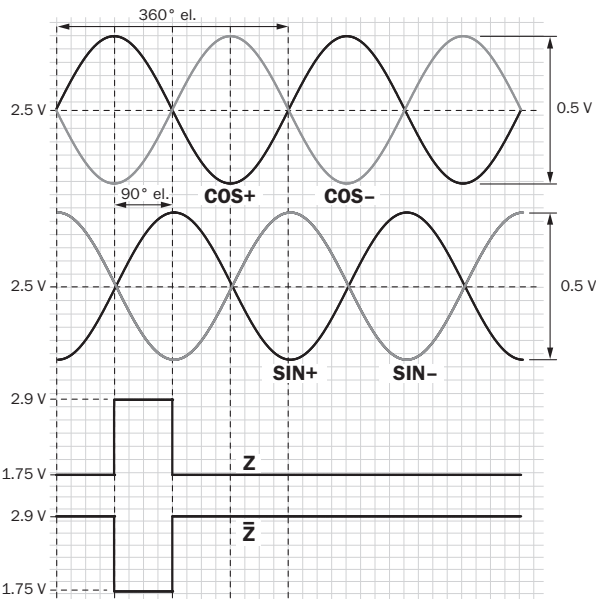 360° el.
2.5 V
0.5 V
COS+ COS–
90° el.
2.5 V
0.5 V
SIN+ SIN–
2.9 V
Z
1.75 V
2.9 V
Z̅
1.75 V